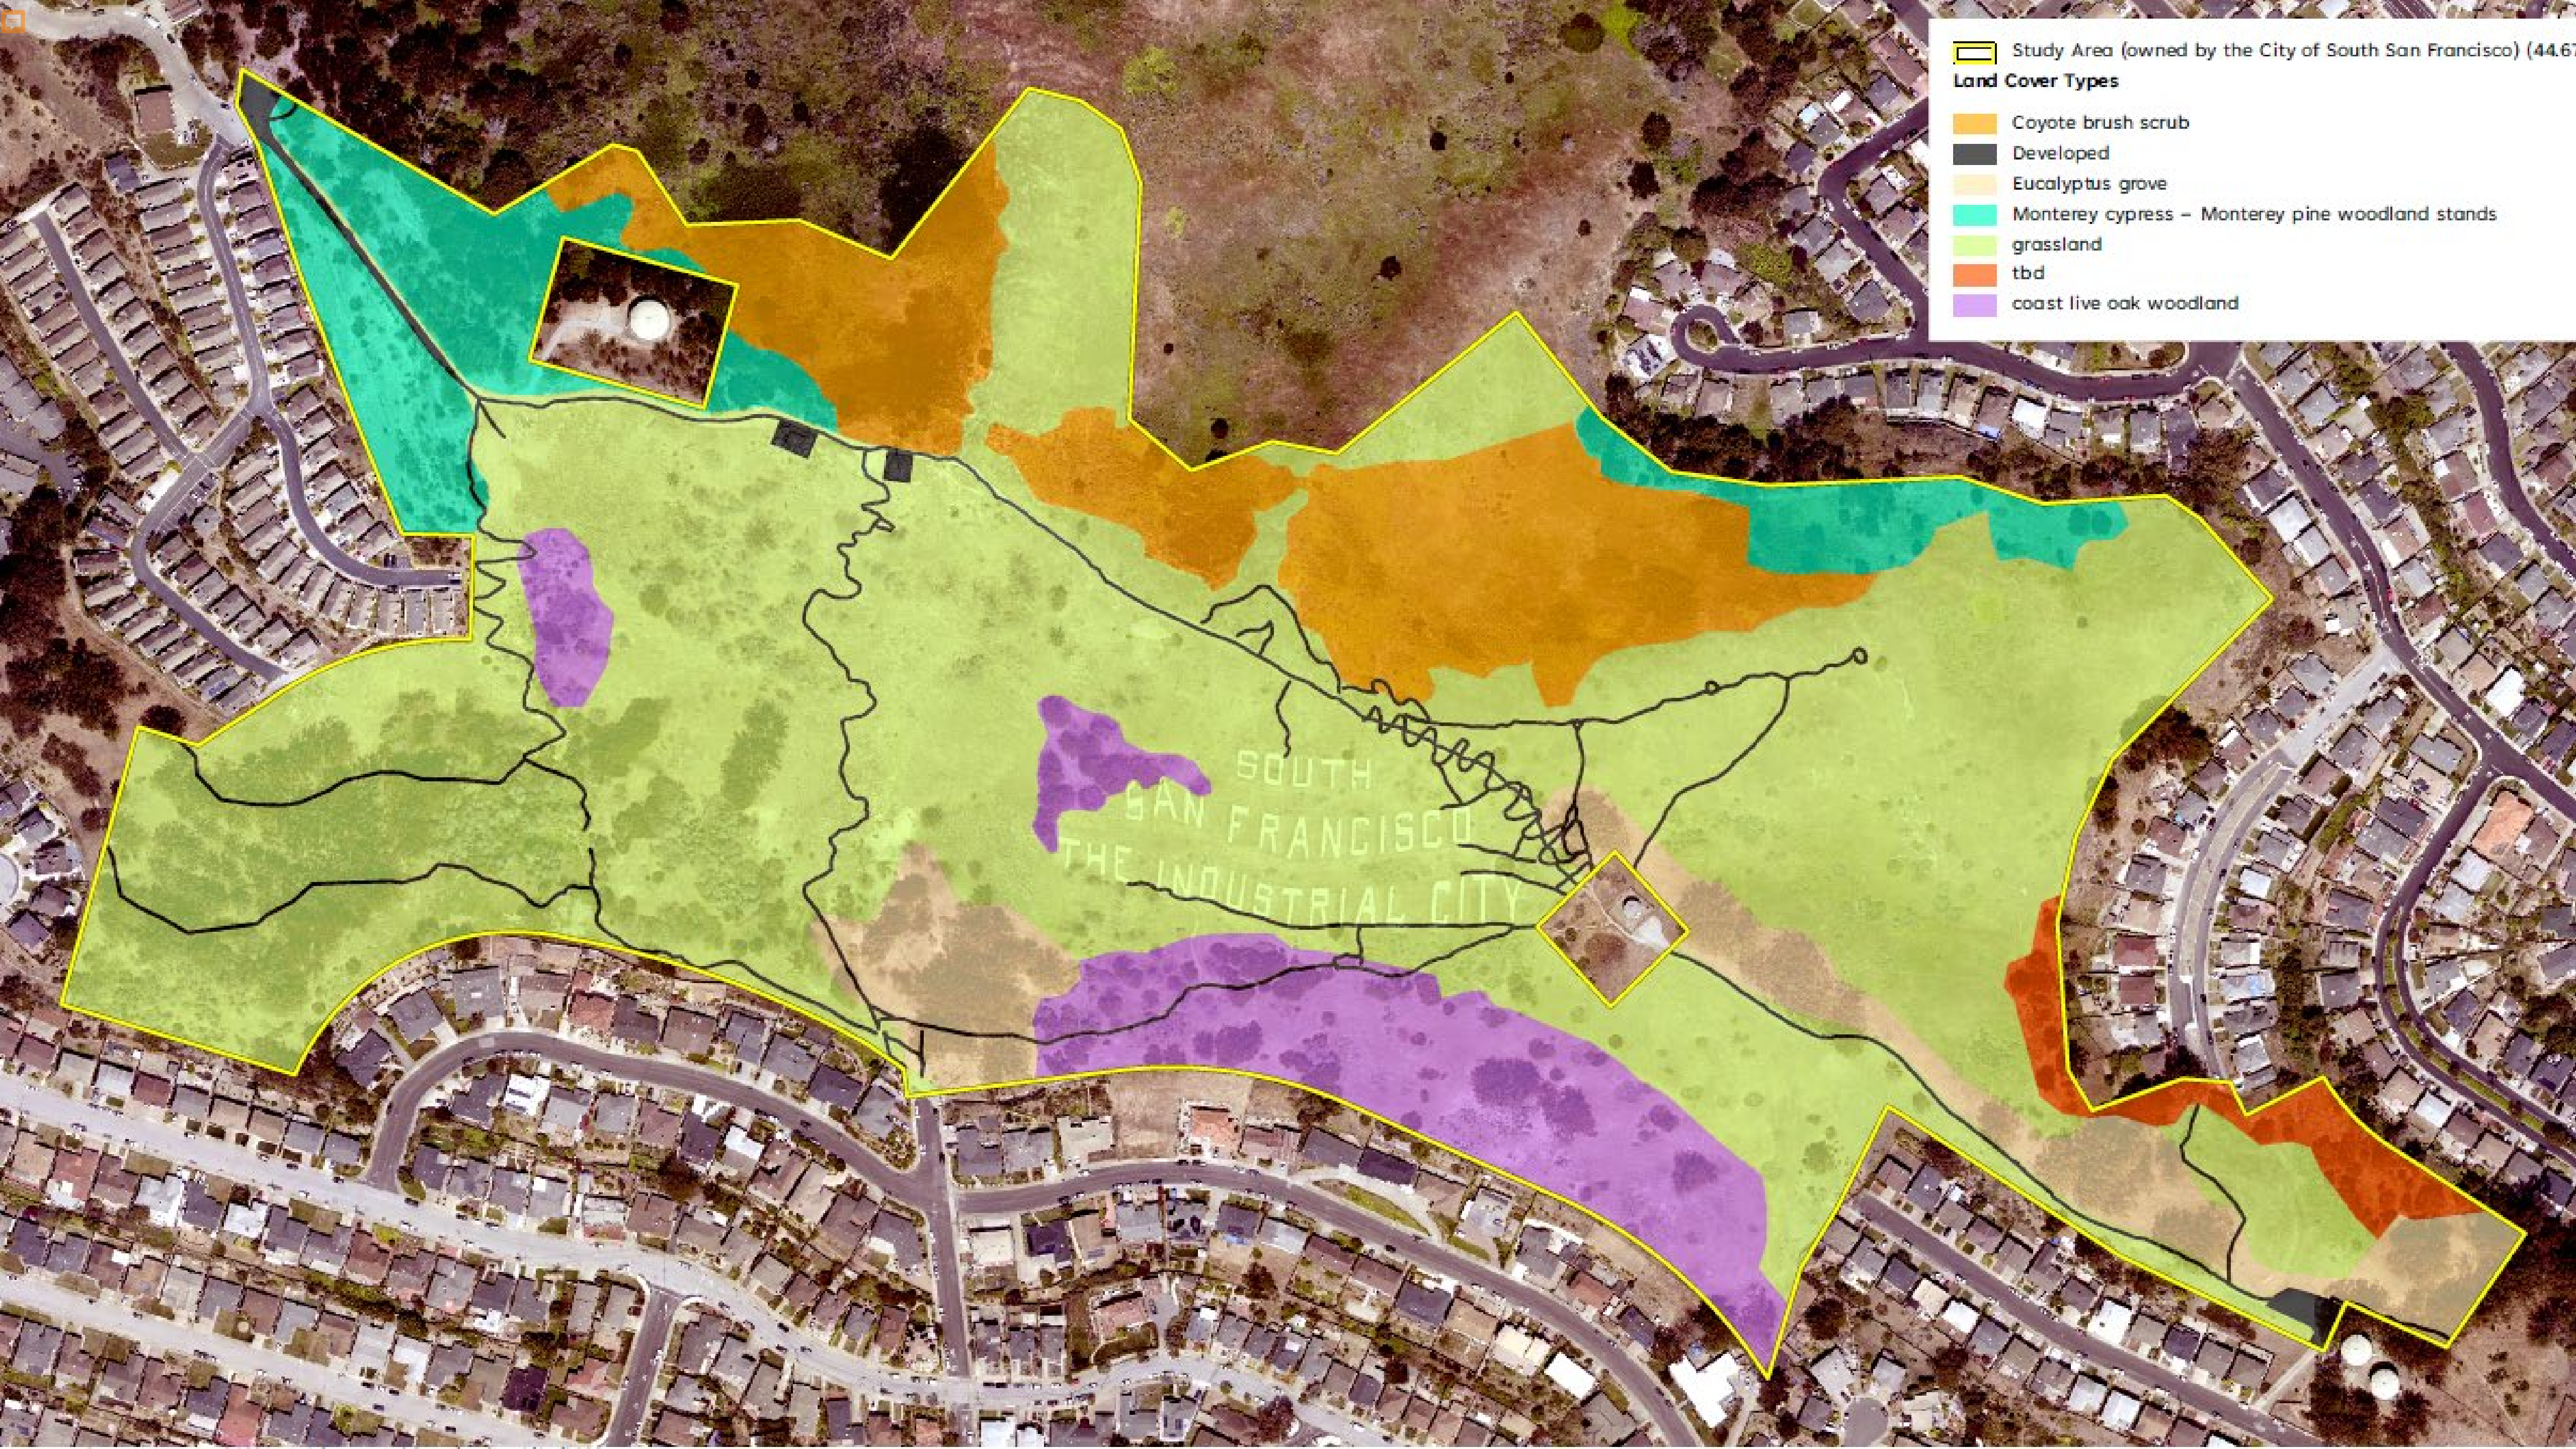 Study Area (owned by the City of South San Francisco) (44.67
Land Cover Types
Coyote brush scrub
Developed
Eucalyptus grove
Monterey cypress – Monterey pine woodland stands
grassland
tbd
coast live oak woodland
SOUTH
SAN FRANCISCO
THE INDUSTRIAL CITY